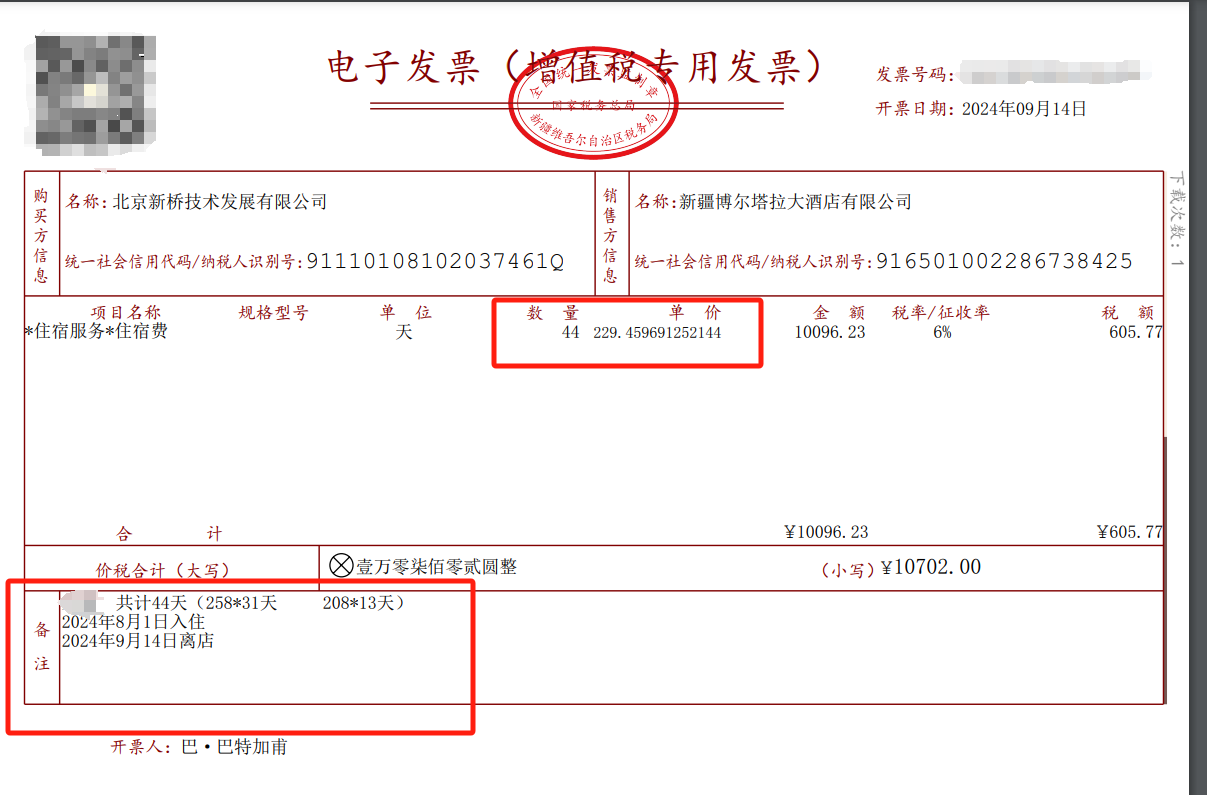 电子发票（增值税专用发票）
全国统一发票监制章
国家税务总局
新疆维吾尔自治区税务局
发票号码：
开票日期：2024年09月14日
下载次数：1
购买方信息
名称：北京新桥技术发展有限公司
统一社会信用代码/纳税人识别号：91110108102037461Q
销售方信息
名称：新疆博尔塔拉大酒店有限公司
统一社会信用代码/纳税人识别号：916501002286738425
项目名称 规格型号 单位 数量 单价 金额 税率/征收率 税额
*住宿服务*住宿费 天 44 229.459691252144 10096.23 6% 605.77
合计 ¥10096.23 ¥605.77
价税合计（大写） ⊗壹万零柒佰零贰圆整 （小写）¥10702.00
备注
共计44天（258*31天 208*13天）
2024年8月1日入住
2024年9月14日离店
开票人：巴·巴特加甫